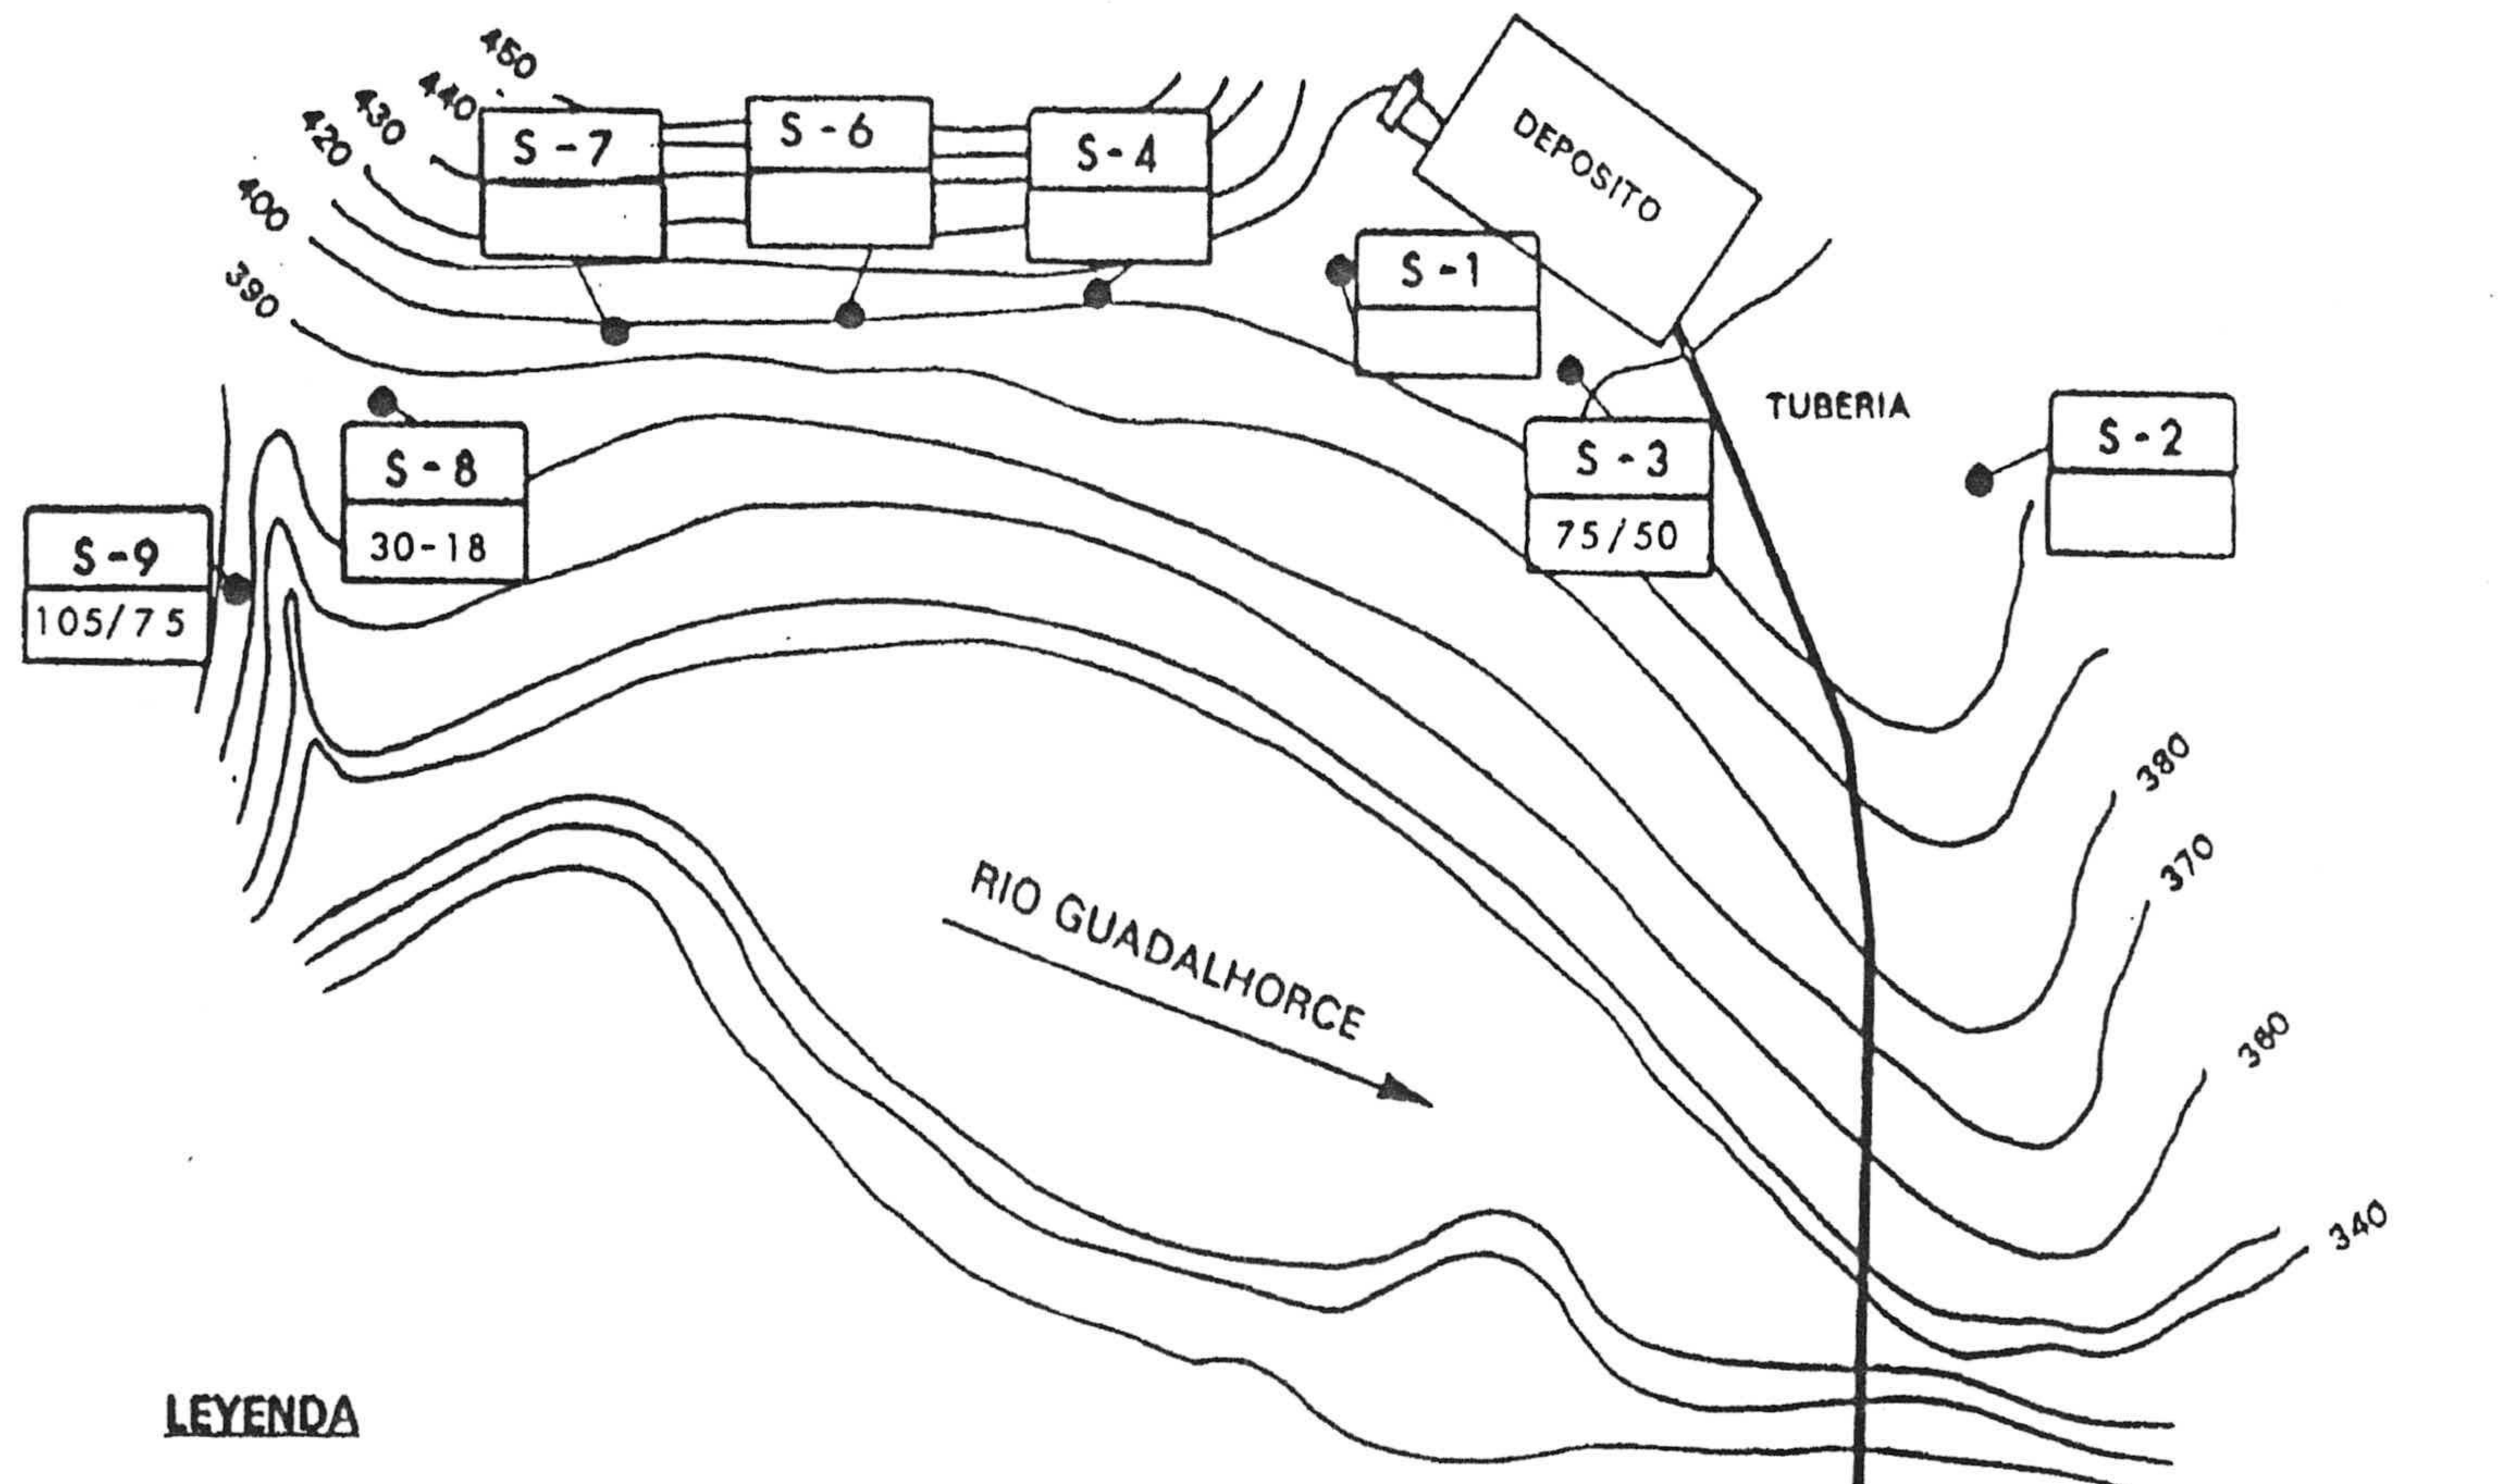 450
440
430
420
400
390
S-7
S-6
S-4
DEPOSITO
S-1
TUBERIA
S-2
S-3
75/50
S-8
30-18
S-9
105/75
380
370
360
340
RIO GUADALHORCE
LEYENDA